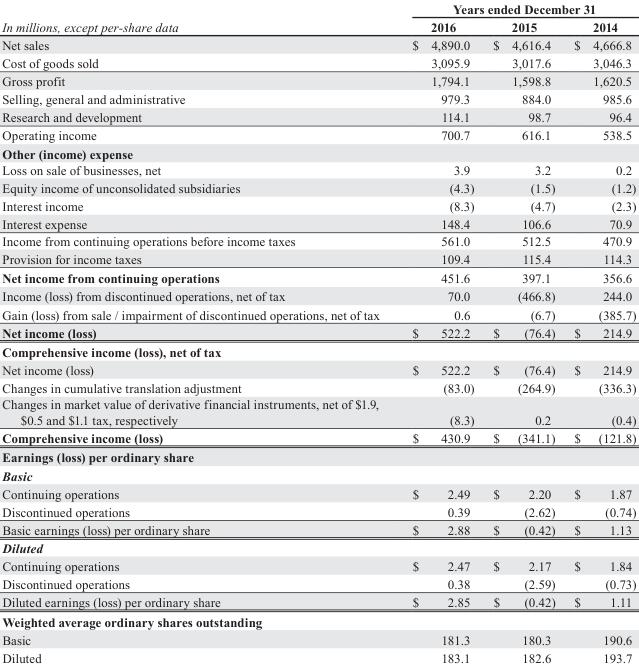 Years ended December 31
In millions, except per-share data 2016 2015 2014
Net sales $ 4,890.0 $ 4,616.4 $ 4,666.8
Cost of goods sold 3,095.9 3,017.6 3,046.3
Gross profit 1,794.1 1,598.8 1,620.5
Selling, general and administrative 979.3 884.0 985.6
Research and development 114.1 98.7 96.4
Operating income 700.7 616.1 538.5
Other (income) expense
Loss on sale of businesses, net 3.9 3.2 0.2
Equity income of unconsolidated subsidiaries (4.3) (1.5) (1.2)
Interest income (8.3) (4.7) (2.3)
Interest expense 148.4 106.6 70.9
Income from continuing operations before income taxes 561.0 512.5 470.9
Provision for income taxes 109.4 115.4 114.3
Net income from continuing operations 451.6 397.1 356.6
Income (loss) from discontinued operations, net of tax 70.0 (466.8) 244.0
Gain (loss) from sale / impairment of discontinued operations, net of tax 0.6 (6.7) (385.7)
Net income (loss) $ 522.2 $ (76.4) $ 214.9
Comprehensive income (loss), net of tax
Net income (loss) $ 522.2 $ (76.4) $ 214.9
Changes in cumulative translation adjustment (83.0) (264.9) (336.3)
Changes in market value of derivative financial instruments, net of $1.9,
$0.5 and $1.1 tax, respectively (8.3) 0.2 (0.4)
Comprehensive income (loss) $ 430.9 $ (341.1) $ (121.8)
Earnings (loss) per ordinary share
Basic
Continuing operations $ 2.49 $ 2.20 $ 1.87
Discontinued operations 0.39 (2.62) (0.74)
Basic earnings (loss) per ordinary share $ 2.88 $ (0.42) $ 1.13
Diluted
Continuing operations $ 2.47 $ 2.17 $ 1.84
Discontinued operations 0.38 (2.59) (0.73)
Diluted earnings (loss) per ordinary share $ 2.85 $ (0.42) $ 1.11
Weighted average ordinary shares outstanding
Basic 181.3 180.3 190.6
Diluted 183.1 182.6 193.7